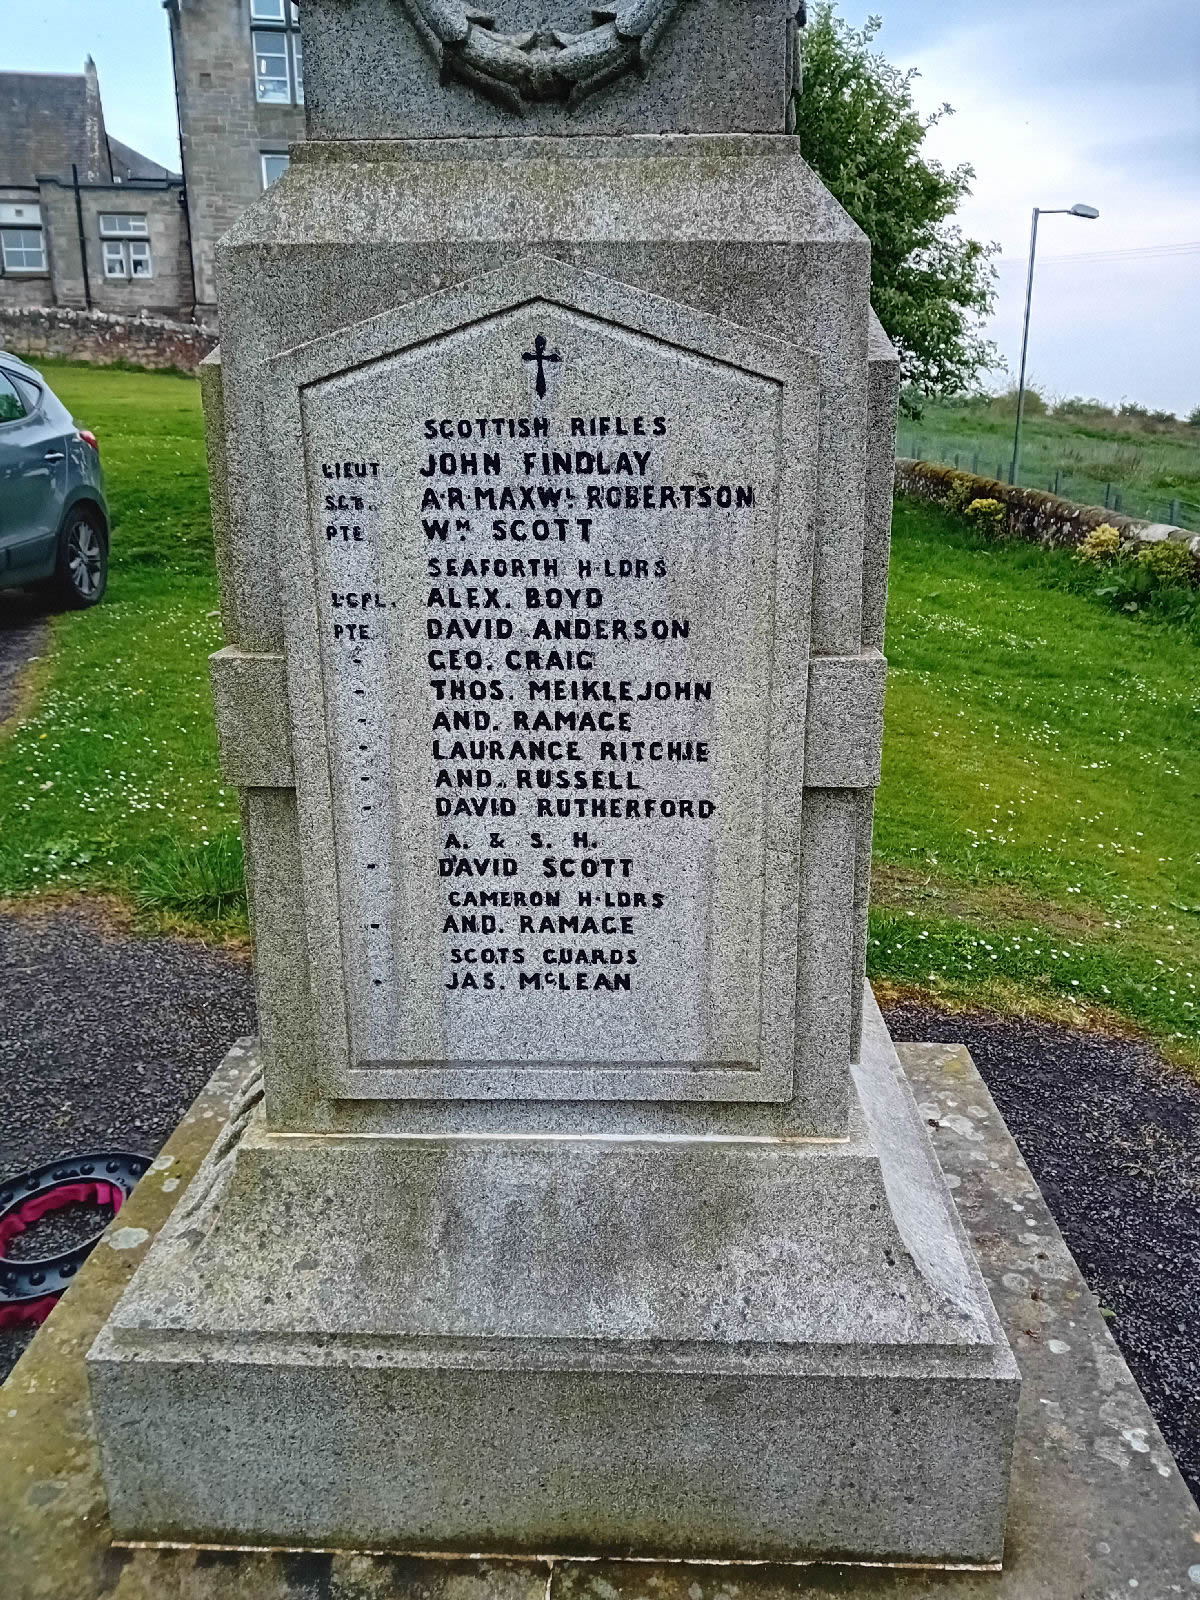 SCOTTISH RIFLES
LIEUT JOHN FINDLAY
SGT. A.R. MAXWL ROBERTSON
PTE WM SCOTT
SEAFORTH H·LDRS
L'CPL. ALEX. BOYD
PTE DAVID ANDERSON
- GEO. CRAIG
- THOS. MEIKLEJOHN
- AND. RAMAGE
- LAURANCE RITCHIE
- AND. RUSSELL
- DAVID RUTHERFORD
A. & S. H.
- DAVID SCOTT
CAMERON H·LDRS
- AND. RAMAGE
SCOTS GUARDS
- JAS. McLEAN